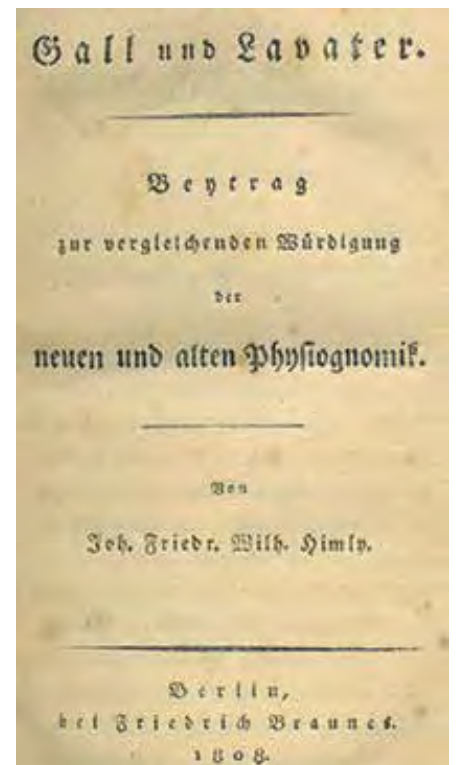 Gall und Lavater.
Beytrag
zur vergleichenden Würdigung
der
neuen und alten Physiognomik.
Von
Joh. Friedr. Wilh. Himly.
Berlin,
bei Friedrich Braunes.
1808.